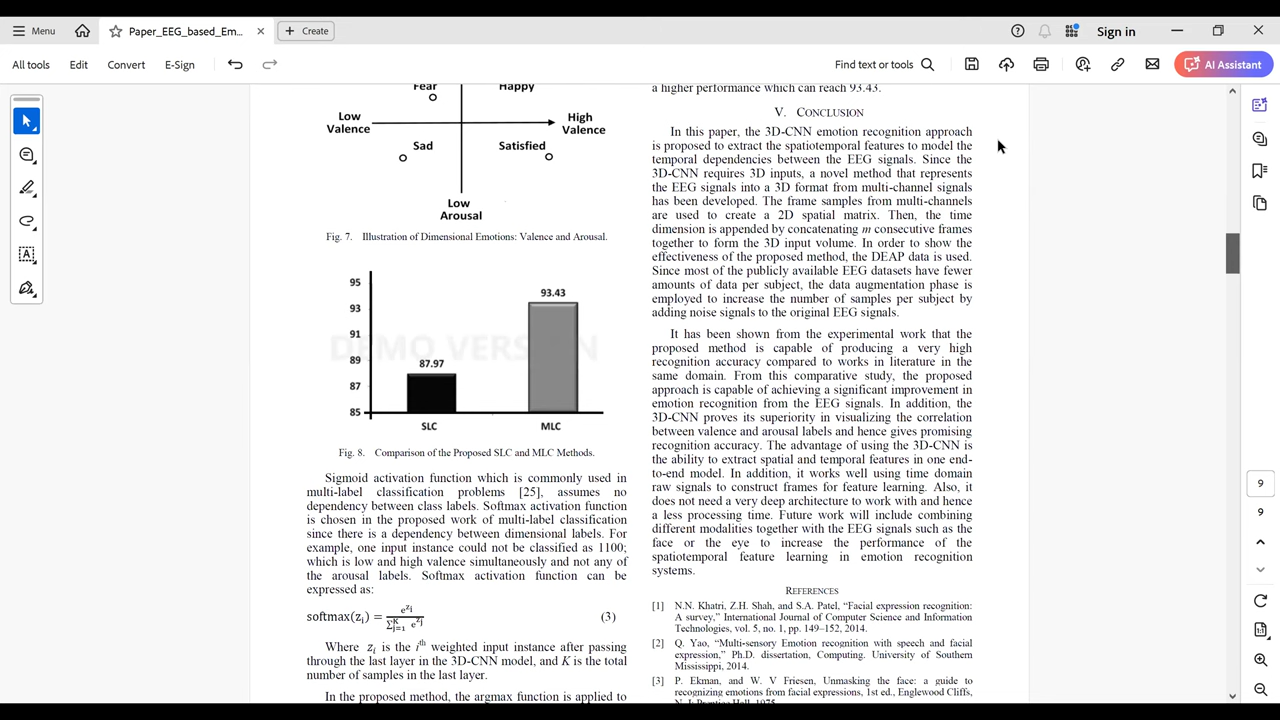 Menu
Paper_EEG_based_Em...
Create
Sign in
All tools
Edit
Convert
E-Sign
Find text or tools
AI Assistant
Fear
Happy
Low
Valence
High
Valence
Sad
Satisfied
Low
Arousal
Fig. 7. Illustration of Dimensional Emotions: Valence and Arousal.
95
93
91
89
87
85
87.97
93.43
DEMO VERSION
SLC
MLC
Fig. 8. Comparison of the Proposed SLC and MLC Methods.
Sigmoid activation function which is commonly used in
multi-label classification problems [25], assumes no
dependency between class labels. Softmax activation function
is chosen in the proposed work of multi-label classification
since there is a dependency between dimensional labels. For
example, one input instance could not be classified as 1100;
which is low and high valence simultaneously and not any of
the arousal labels. Softmax activation function can be
expressed as:
softmax(zᵢ) = e^zᵢ / ∑ᴷⱼ₌₁ e^zⱼ (3)
Where zᵢ is the iᵗʰ weighted input instance after passing
through the last layer in the 3D-CNN model, and K is the total
number of samples in the last layer.
In the proposed method, the argmax function is applied to
a higher performance which can reach 93.43.
V. CONCLUSION
In this paper, the 3D-CNN emotion recognition approach
is proposed to extract the spatiotemporal features to model the
temporal dependencies between the EEG signals. Since the
3D-CNN requires 3D inputs, a novel method that represents
the EEG signals into a 3D format from multi-channel signals
has been developed. The frame samples from multi-channels
are used to create a 2D spatial matrix. Then, the time
dimension is appended by concatenating m consecutive frames
together to form the 3D input volume. In order to show the
effectiveness of the proposed method, the DEAP data is used.
Since most of the publicly available EEG datasets have fewer
amounts of data per subject, the data augmentation phase is
employed to increase the number of samples per subject by
adding noise signals to the original EEG signals.
It has been shown from the experimental work that the
proposed method is capable of producing a very high
recognition accuracy compared to works in literature in the
same domain. From this comparative study, the proposed
approach is capable of achieving a significant improvement in
emotion recognition from the EEG signals. In addition, the
3D-CNN proves its superiority in visualizing the correlation
between valence and arousal labels and hence gives promising
recognition accuracy. The advantage of using the 3D-CNN is
the ability to extract spatial and temporal features in one end-
to-end model. In addition, it works well using time domain
raw signals to construct frames for feature learning. Also, it
does not need a very deep architecture to work with and hence
a less processing time. Future work will include combining
different modalities together with the EEG signals such as the
face or the eye to increase the performance of the
spatiotemporal feature learning in emotion recognition
systems.
REFERENCES
[1] N.N. Khatri, Z.H. Shah, and S.A. Patel, “Facial expression recognition:
A survey,” International Journal of Computer Science and Information
Technologies, vol. 5, no. 1, pp. 149–152, 2014.
[2] Q. Yao, “Multi-sensory Emotion recognition with speech and facial
expression,” Ph.D. dissertation, Computing. University of Southern
Mississippi, 2014.
[3] P. Ekman, and W. V Friesen, Unmasking the face: a guide to
recognizing emotions from facial expressions, 1st ed., Englewood Cliffs,
N.J: Prentice Hall, 1975.
9
9